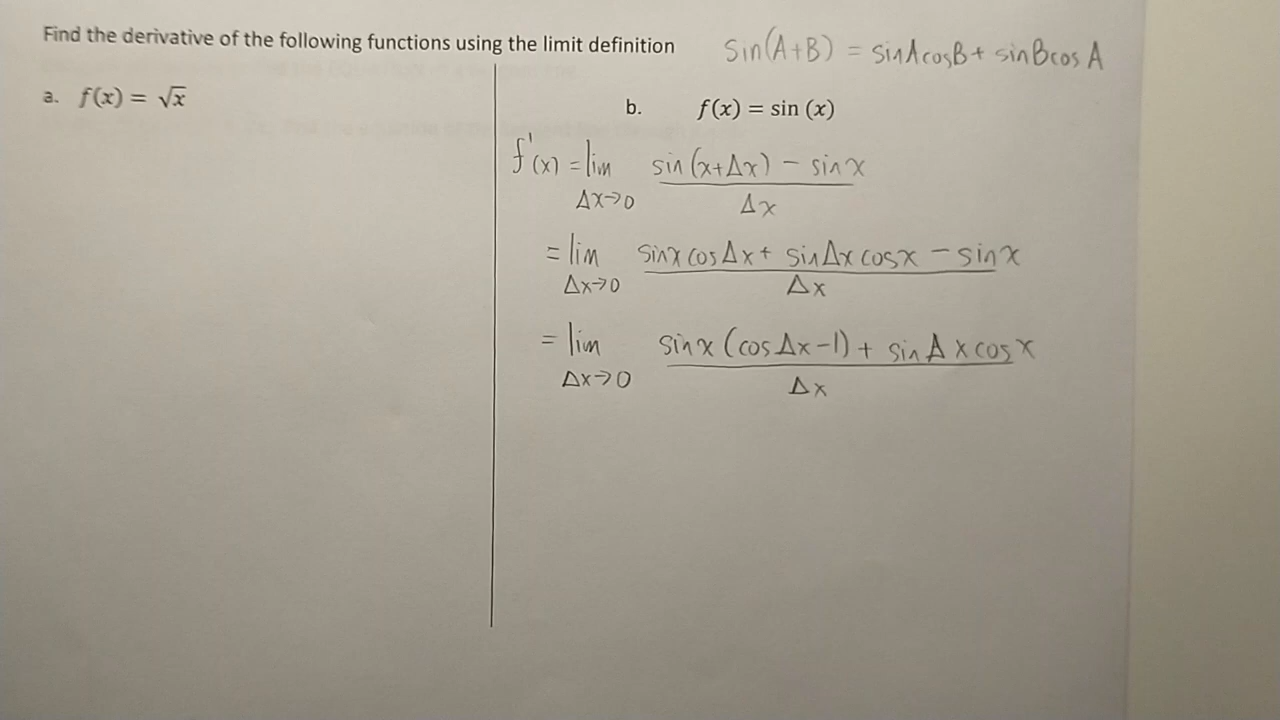 Find the derivative of the following functions using the limit definition
sin(A+B) = sinAcosB + sinBcosA
a. f(x) = √x
b. f(x) = sin (x)
f'(x) = lim sin(x+Δx) - sinx
Δx→0 Δx
= lim sinx cosΔx + sinΔx cosx - sinx
Δx→0 Δx
= lim sinx (cosΔx-1) + sinΔx cosx
Δx→0 Δx